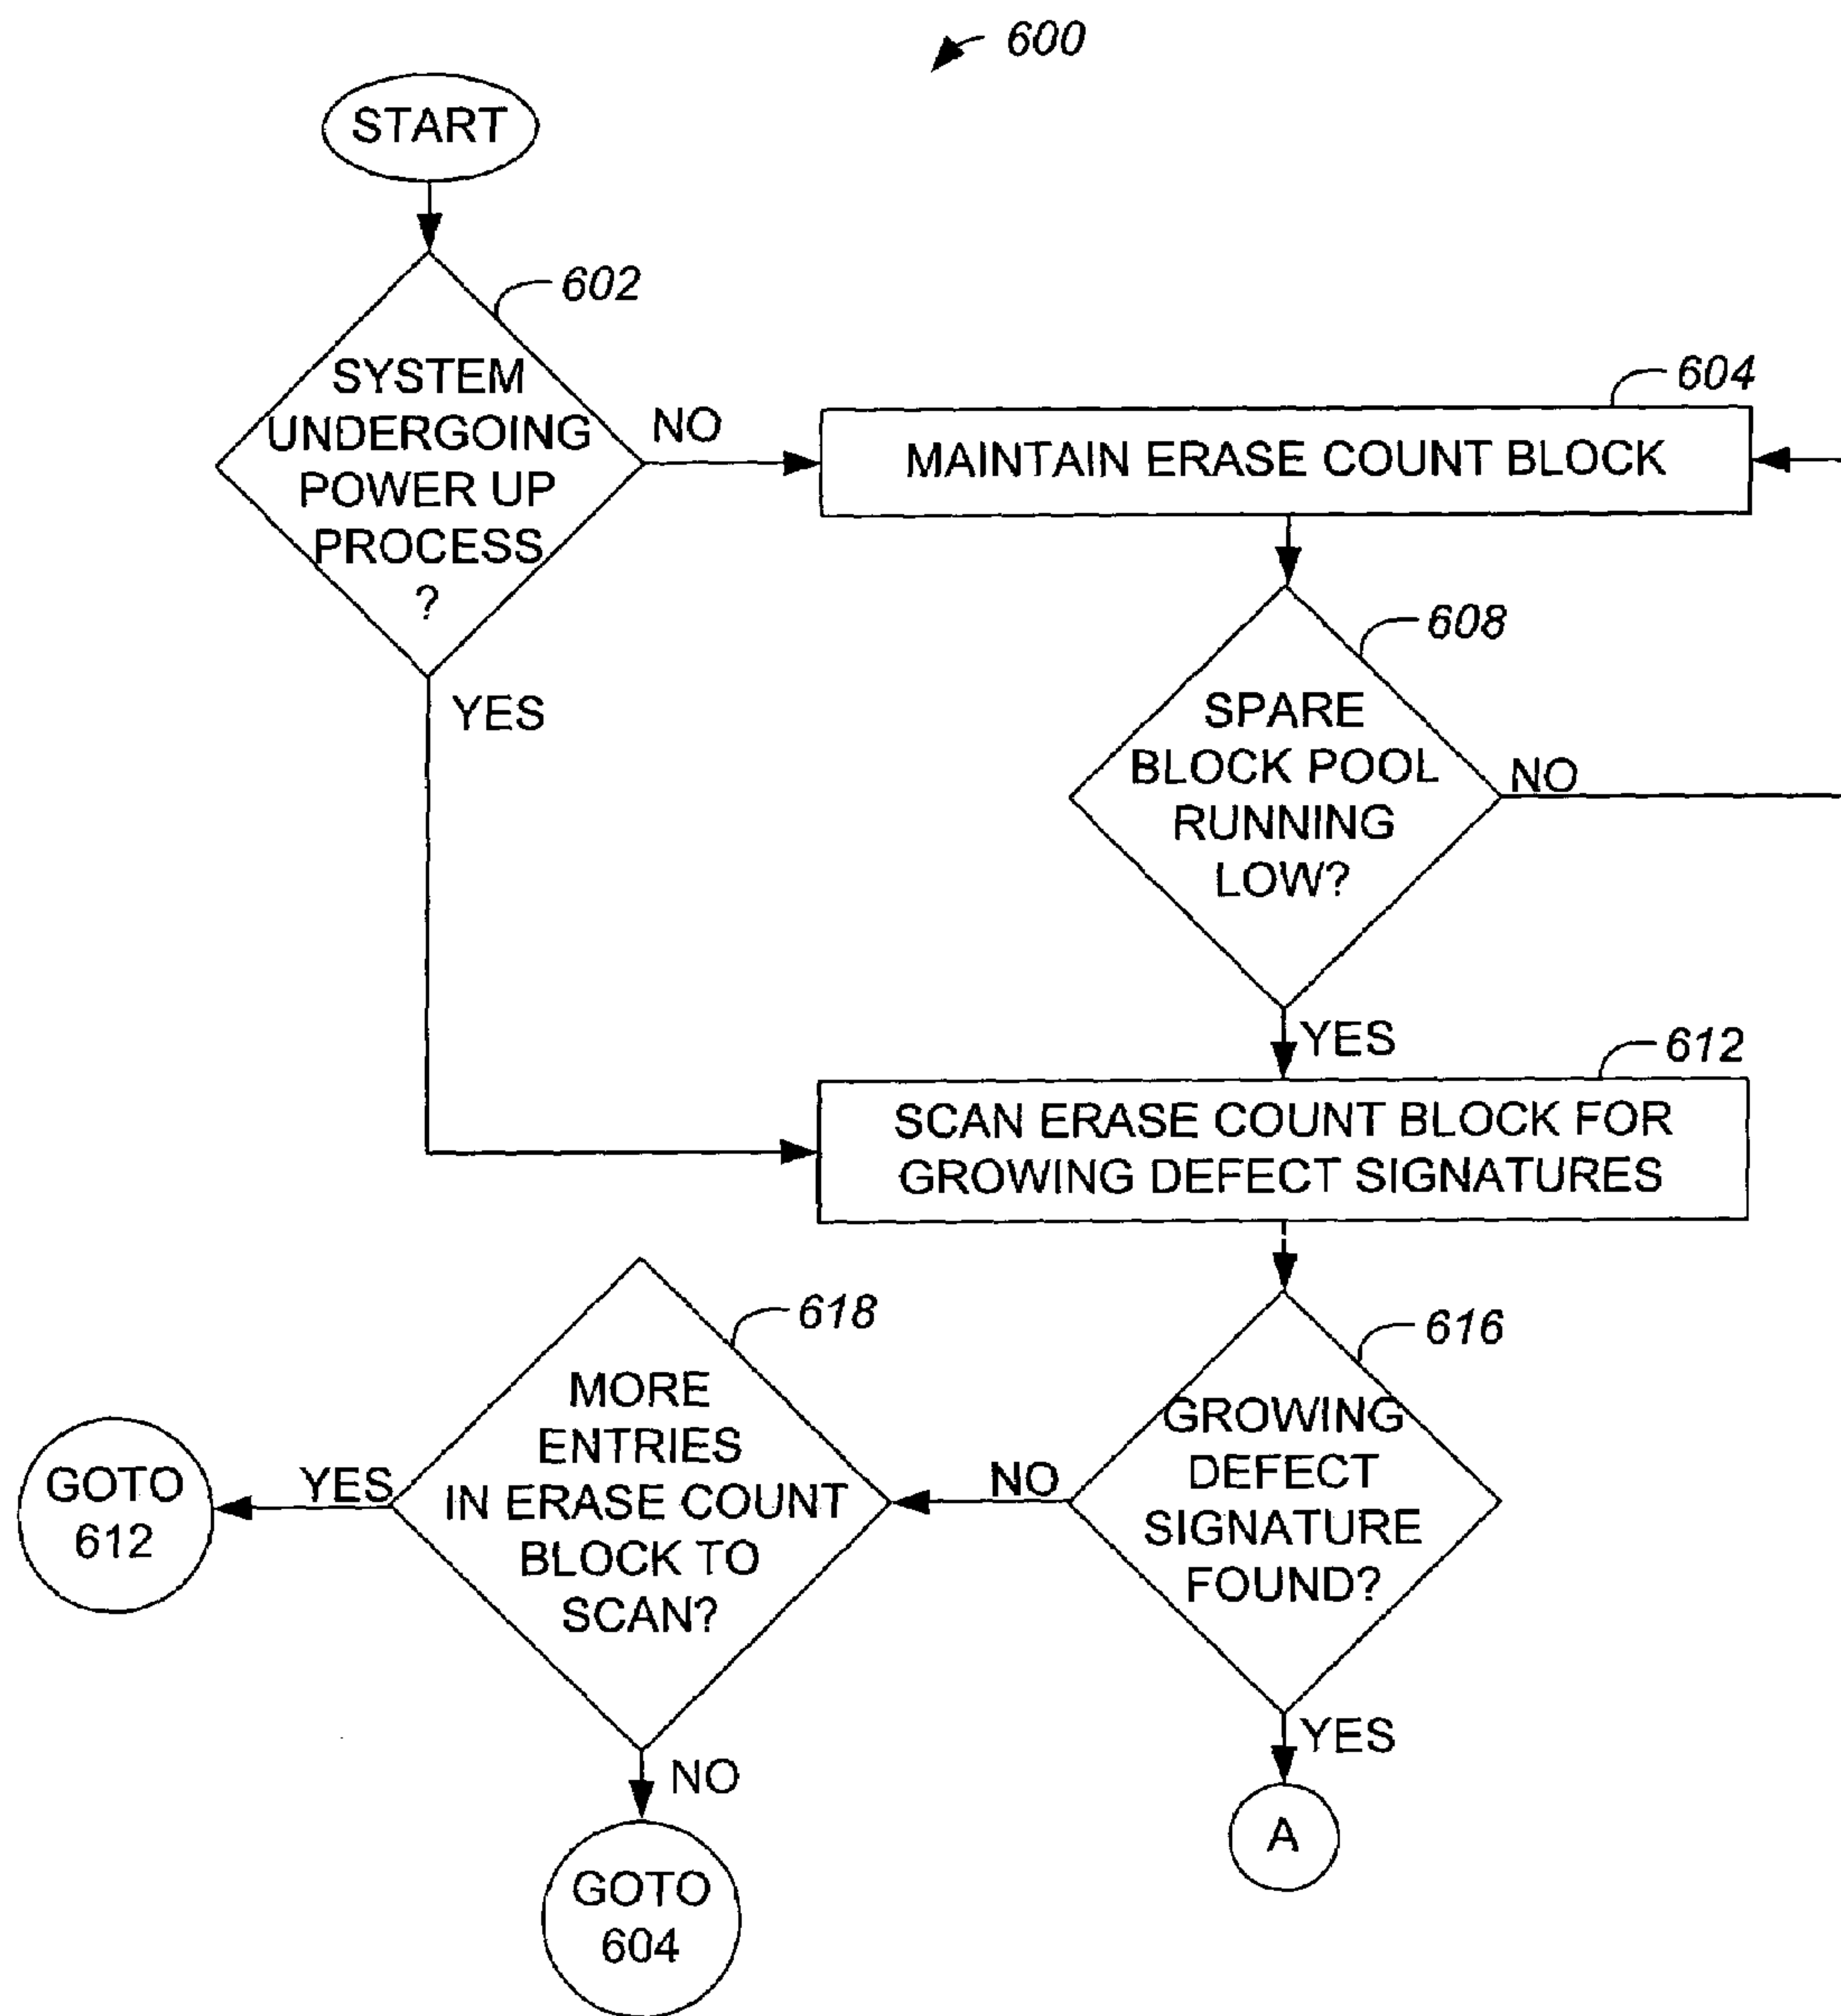 600
START
602
SYSTEM
UNDERGOING
POWER UP
PROCESS
?
NO
YES
604
MAINTAIN ERASE COUNT BLOCK
608
SPARE
BLOCK POOL
RUNNING
LOW?
NO
YES
612
SCAN ERASE COUNT BLOCK FOR
GROWING DEFECT SIGNATURES
616
GROWING
DEFECT
SIGNATURE
FOUND?
NO
YES
A
618
MORE
ENTRIES
IN ERASE COUNT
BLOCK TO
SCAN?
YES
GOTO
612
NO
GOTO
604